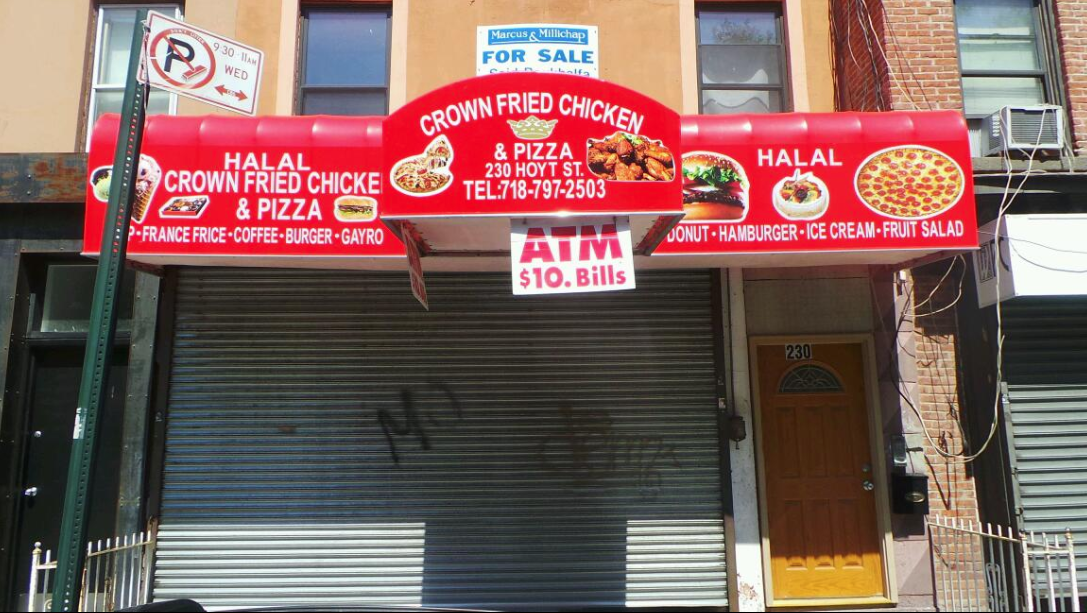 Marcus & Millichap
FOR SALE
9:30 11AM
WED
CROWN FRIED CHICKEN
& PIZZA
230 HOYT ST.
TEL:718-797-2503
HALAL
CROWN FRIED CHICKE
& PIZZA
P•FRANCE FRICE•COFFEE•BURGER•GAYRO
HALAL
DONUT•HAMBURGER•ICE CREAM•FRUIT SALAD
ATM
$10. Bills
230